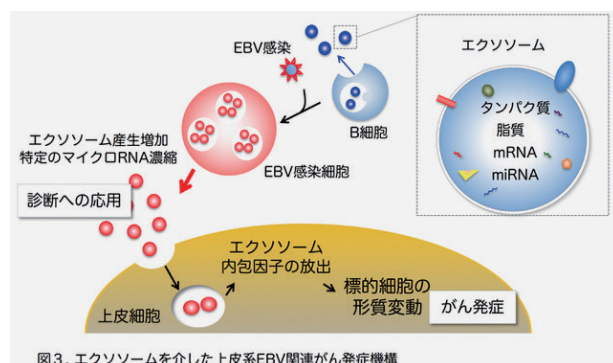 EBV感染
B細胞
エクソソーム
タンパク質
脂質
mRNA
miRNA
エクソソーム産生増加
特定のマイクロRNA濃縮
EBV感染細胞
診断への応用
エクソソーム
内包因子の放出
上皮細胞
標的細胞の
形質変動
がん発症
図3. エクソソームを介した上皮系EBV関連がん発症機構